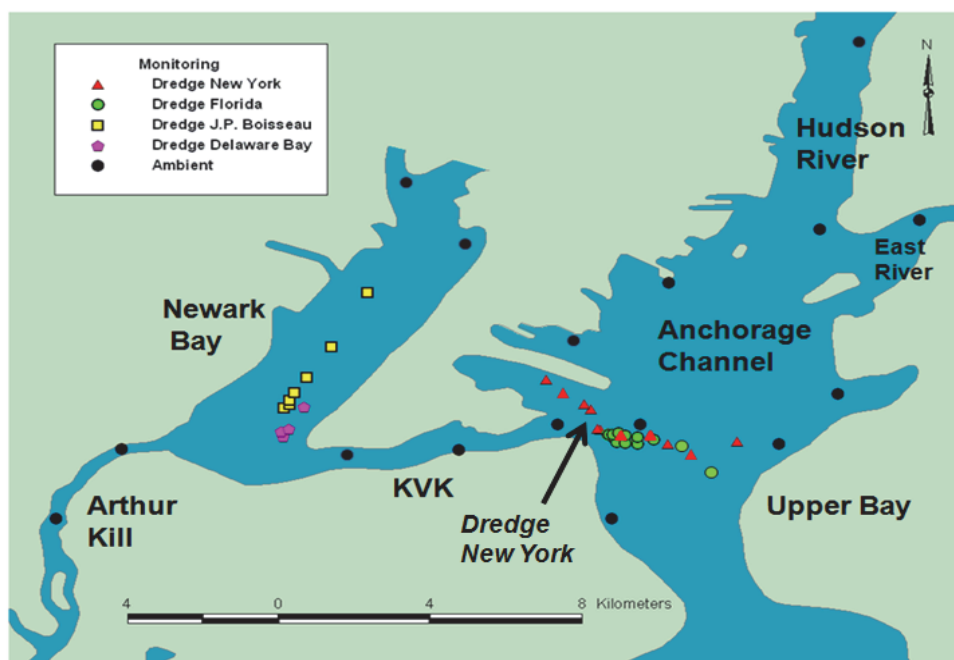 Monitoring
Dredge New York
Dredge Florida
Dredge J.P. Boisseau
Dredge Delaware Bay
Ambient
N
Hudson
River
East
River
Newark
Bay
Anchorage
Channel
KVK
Arthur
Kill
Dredge
New York
Upper Bay
4 0 4 8 Kilometers